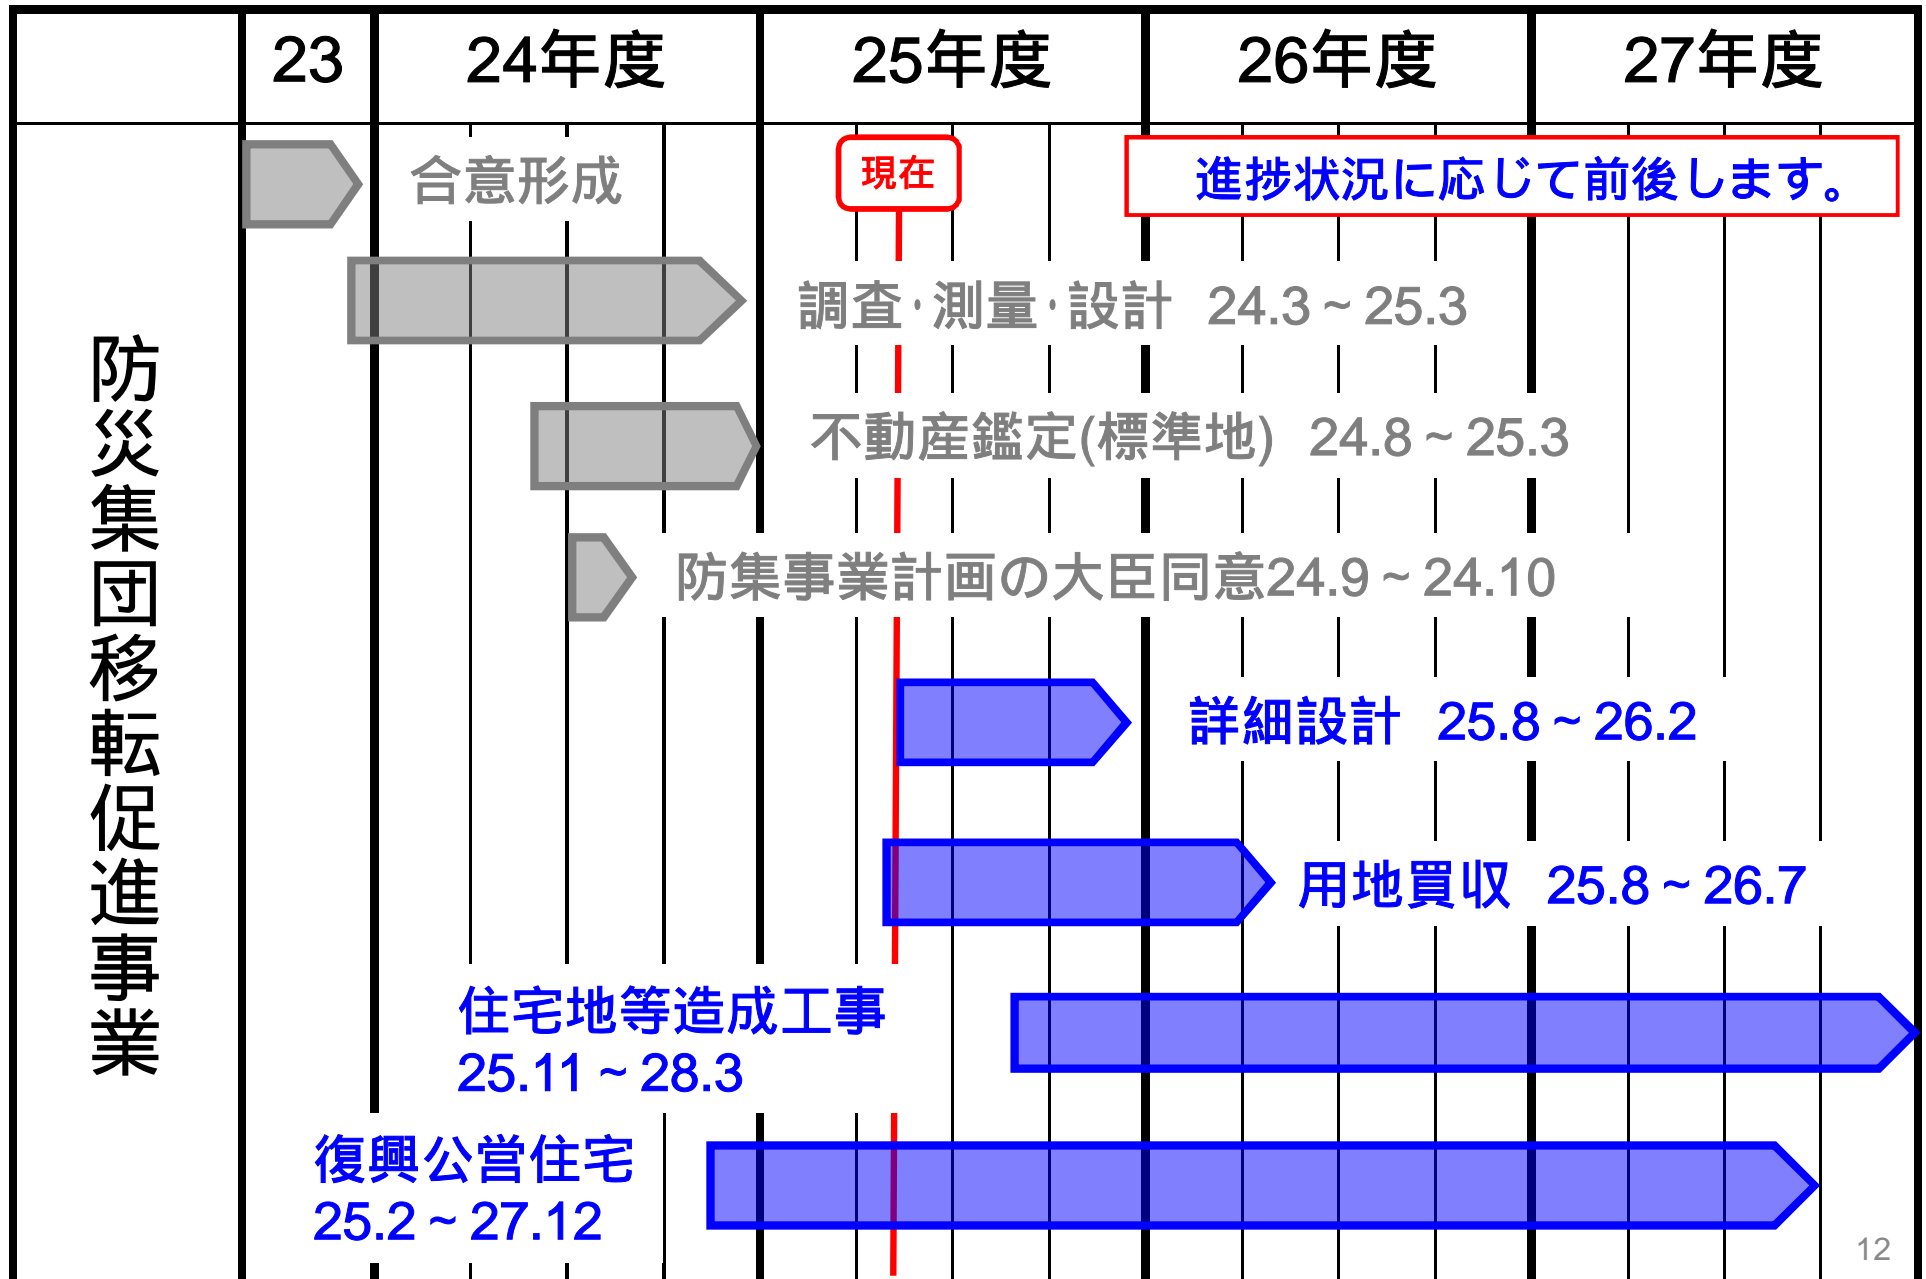 23
24年度
25年度
26年度
27年度
防災集団移転促進事業
合意形成
現在
進捗状況に応じて前後します。
調査･測量･設計 24.3～25.3
不動産鑑定(標準地) 24.8～25.3
防集事業計画の大臣同意24.9～24.10
詳細設計 25.8～26.2
用地買収 25.8～26.7
住宅地等造成工事
25.11～28.3
復興公営住宅
25.2～27.12
12